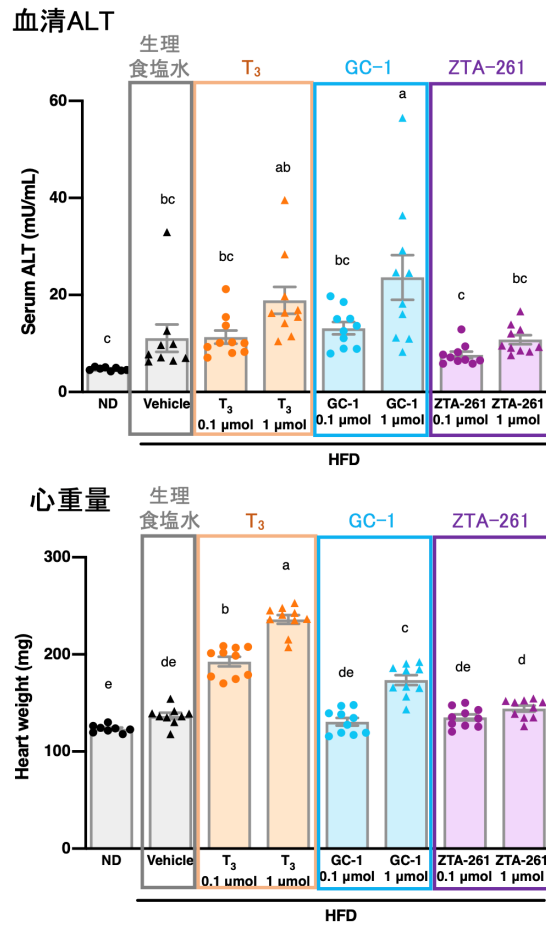 血清ALT
生理
食塩水
T₃
GC-1
ZTA-261
Serum ALT (mU/mL)
60
40
20
0
c
bc
bc
ab
bc
a
c
bc
ND
Vehicle
T₃
0.1 μmol
T₃
1 μmol
GC-1
0.1 μmol
GC-1
1 μmol
ZTA-261
0.1 μmol
ZTA-261
1 μmol
HFD
心重量
生理
食塩水
T₃
GC-1
ZTA-261
Heart weight (mg)
300
200
100
0
e
de
b
a
de
c
de
d
ND
Vehicle
T₃
0.1 μmol
T₃
1 μmol
GC-1
0.1 μmol
GC-1
1 μmol
ZTA-261
0.1 μmol
ZTA-261
1 μmol
HFD